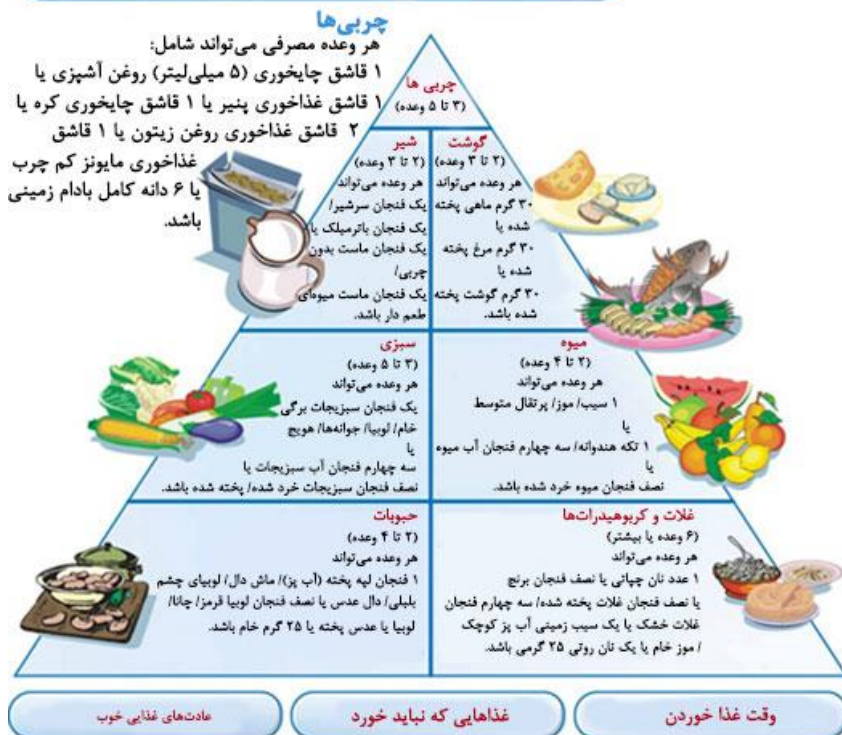 چربی‌ها
هر وعده مصرفی می‌تواند شامل:
۱ قاشق چایخوری (۵ میلی‌لیتر) روغن آشپزی یا
۱ قاشق غذاخوری پنیر یا ۱ قاشق چایخوری کره یا
۲ قاشق غذاخوری روغن زیتون یا ۱ قاشق
غذاخوری مایونز کم چرب
یا ۶ دانه کامل بادام زمینی
باشد.
چربی ها
(۳ تا ۵ وعده)
گوشت
(۲ تا ۳ وعده)
هر وعده می‌تواند
۳۰ گرم ماهی پخته
شده یا
۳۰ گرم مرغ پخته
شده یا
۳۰ گرم گوشت پخته
شده باشد.
شیر
(۲ تا ۳ وعده)
هر وعده می‌تواند
یک فنجان سرشیر/
یک فنجان باترمیلک یا
یک فنجان ماست بدون
چربی/
یک فنجان ماست میوه‌ای
طعم دار باشد.
میوه
(۳ تا ۴ وعده)
هر وعده می‌تواند
۱ سیب/ موز/ پرتقال متوسط
یا
۱ تکه هندوانه/ سه چهارم فنجان آب میوه
یا
نصف فنجان میوه خرد شده باشد.
سبزی
(۳ تا ۵ وعده)
هر وعده می‌تواند
یک فنجان سبزیجات برگی
خام/ لوبیا/ جوانه‌ها/ هویج
یا
سه چهارم فنجان آب سبزیجات یا
نصف فنجان سبزیجات خرد شده/ پخته شده باشد.
غلات و کربوهیدرات‌ها
(۶ وعده یا بیشتر)
هر وعده می‌تواند
۱ عدد نان چپاتی یا نصف فنجان برنج
یا نصف فنجان غلات پخته شده/ سه چهارم فنجان
غلات خشک یا یک سیب زمینی آب پز کوچک
/ موز خام یا یک نان روتی ۲۵ گرمی باشد.
حبوبات
(۲ تا ۴ وعده)
هر وعده می‌تواند
۱ فنجان لپه پخته (آب پز)/ ماش دال/ لوبیای چشم
بلبلی/ دال عدس یا نصف فنجان لوبیا قرمز/ چانا/
لوبیا یا عدس پخته یا ۲۵ گرم خام باشد.
وقت غذا خوردن
غذاهایی که نباید خورد
عادت‌های غذایی خوب